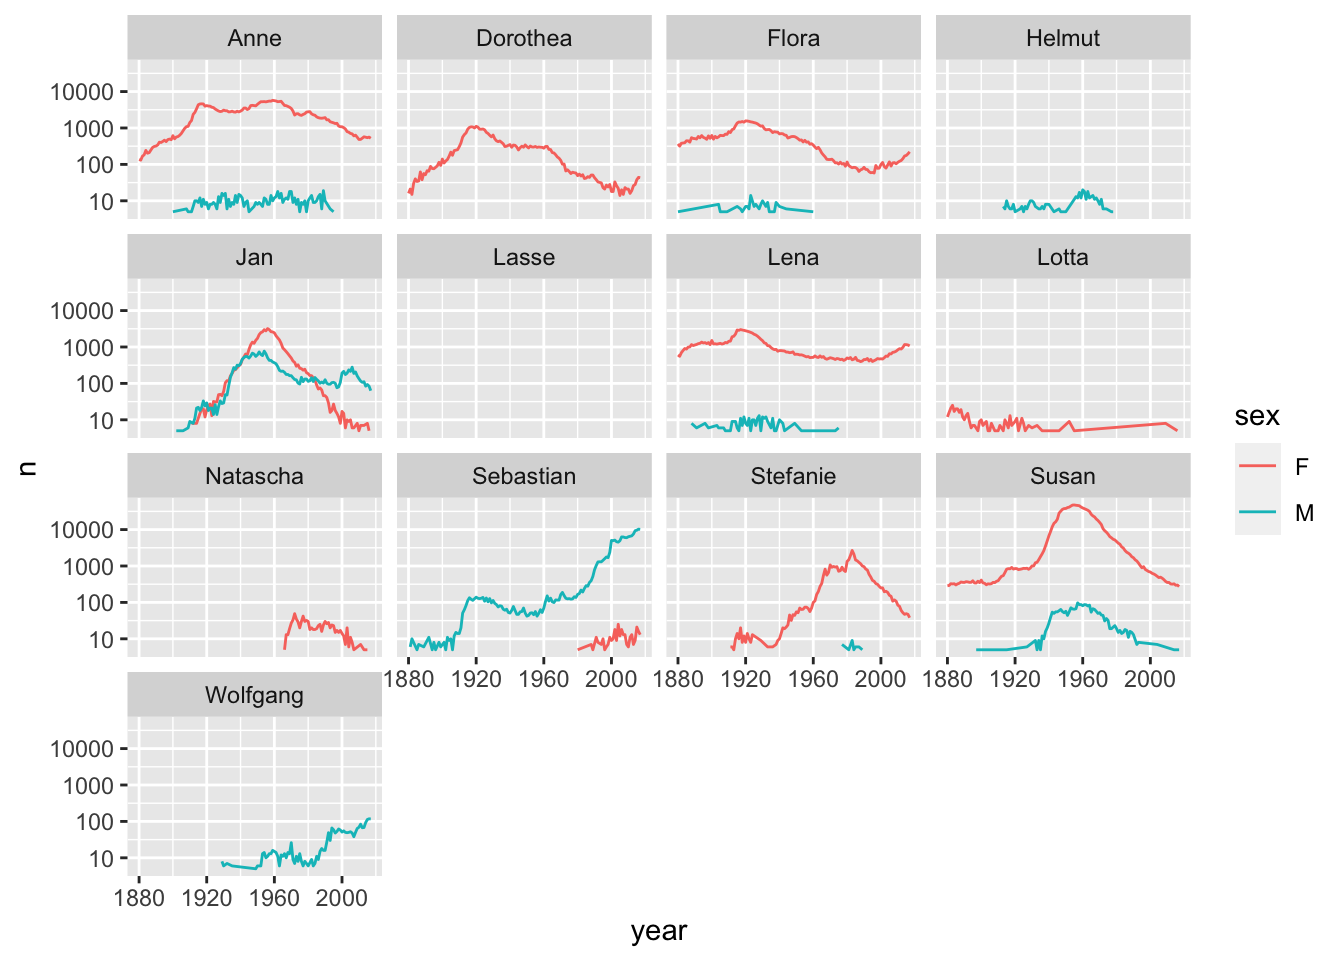 Anne Dorothea Flora Helmut
10000
1000
100
10
Jan Lasse Lena Lotta
10000
1000
100
10
Natascha Sebastian Stefanie Susan
10000
1000
100
10
1880 1920 1960 2000 1880 1920 1960 2000 1880 1920 1960 2000
Wolfgang
10000
1000
100
10
1880 1920 1960 2000
year
n
sex
F
M